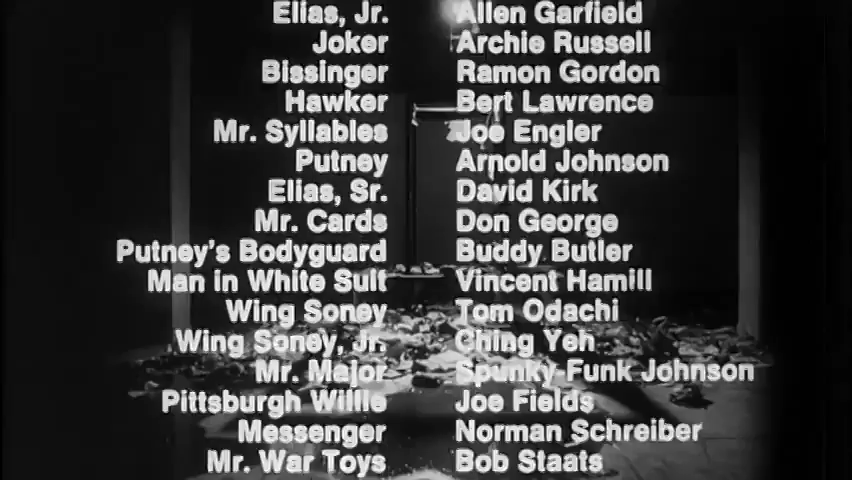 Elias, Jr. Allen Garfield
Joker Archie Russell
Bissinger Ramon Gordon
Hawker Bert Lawrence
Mr. Syllables Joe Engler
Putney Arnold Johnson
Elias, Sr. David Kirk
Mr. Cards Don George
Putney's Bodyguard Buddy Butler
Man in White Suit Vincent Hamill
Wing Soney Tom Odachi
Wing Soney, Jr. Ching Yeh
Mr. Major Spunky-Funk Johnson
Pittsburgh Willie Joe Fields
Messenger Norman Schreiber
Mr. War Toys Bob Staats